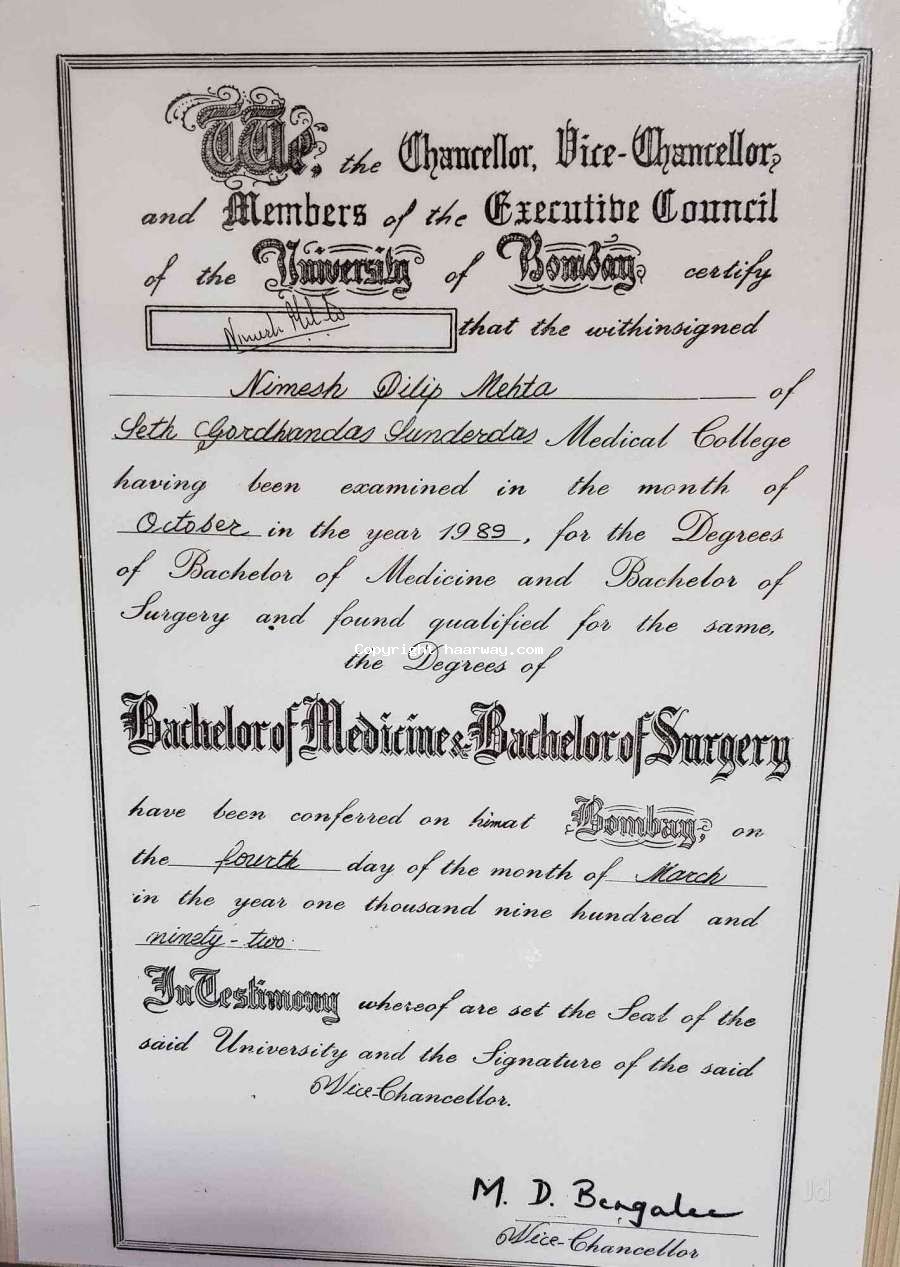 We, the Chancellor, Vice-Chancellor,
and Members of the Executive Council
of the University of Bombay, certify
Nimesh Mehta that the withinsigned
Nimesh Dilip Mehta of
Seth Gordhandas Sunderdas Medical College
having been examined in the month of
October in the year 1989, for the Degrees
of Bachelor of Medicine and Bachelor of
Surgery and found qualified for the same,
Copyright haarway.com
the Degrees of
Bachelor of Medicine & Bachelor of Surgery
have been conferred on him at Bombay, on
the fourth day of the month of March
in the year one thousand nine hundred and
ninety-two.
In Testimony whereof are set the Seal of the
said University and the Signature of the said
Vice-Chancellor.
M. D. Bengalee
Vice-Chancellor
Jd